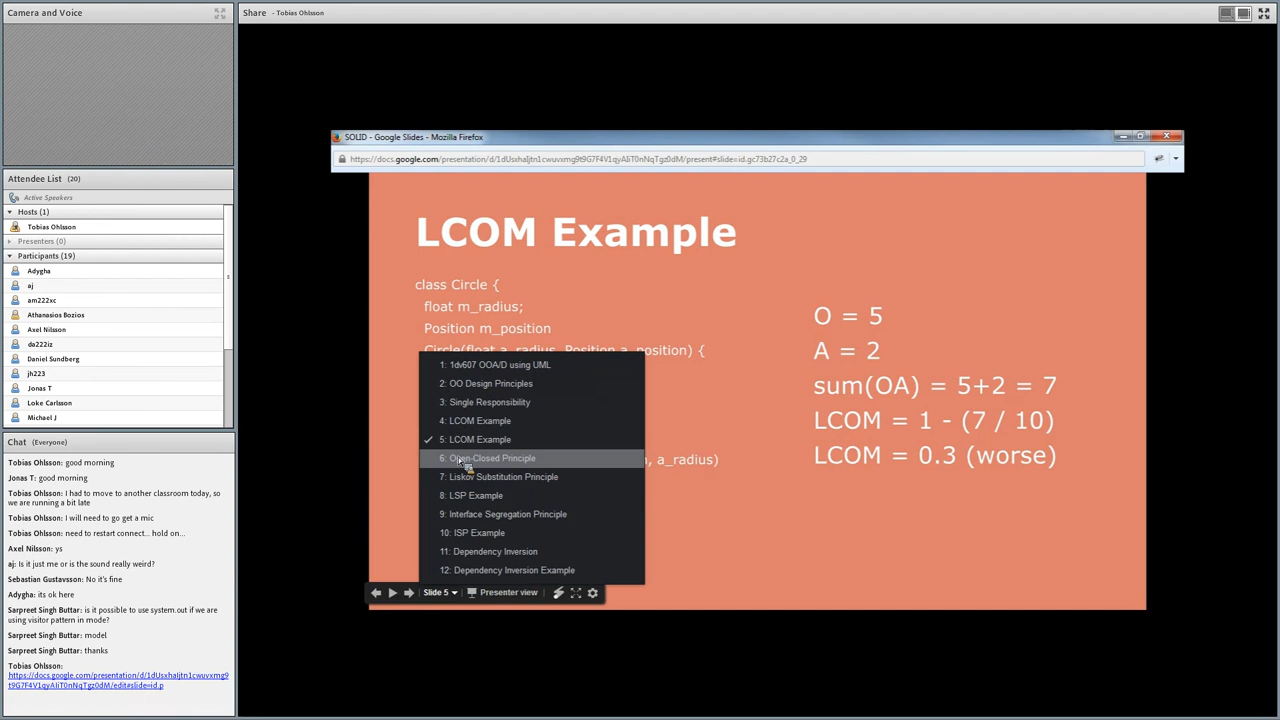 Camera and Voice
Share - Tobias Ohlsson
Attendee List (20)
Active Speakers
Hosts (1)
Tobias Ohlsson
Presenters (0)
Participants (19)
Adygha
aj
am222xc
Athanasios Bozios
Axel Nilsson
da222iz
Daniel Sundberg
jh223
Jonas T
Loke Carlsson
Michael J
Chat (Everyone)
Tobias Ohlsson: good morning
Jonas T: good morning
Tobias Ohlsson: I had to move to another classroom today, so
we are running a bit late
Tobias Ohlsson: I will need to go get a mic
Tobias Ohlsson: need to restart connect... hold on...
Axel Nilsson: ys
aj: Is it just me or is the sound really weird?
Sebastian Gustavsson: No it's fine
Adygha: its ok here
Sarpreet Singh Buttar: is it possible to use system.out if we are
using visitor pattern in mode?
Sarpreet Singh Buttar: model
Sarpreet Singh Buttar: thanks
Tobias Ohlsson:
SOLID - Google Slides - Mozilla Firefox
LCOM Example
class Circle {
float m_radius;
Position m_position
Circle(float a_radius, Position a_position) {
, a_radius)
1: 1dv607 OOA/D using UML
2: OO Design Principles
3: Single Responsibility
4: LCOM Example
5: LCOM Example
6: Open-Closed Principle
7: Liskov Substitution Principle
8: LSP Example
9: Interface Segregation Principle
10: ISP Example
11: Dependency Inversion
12: Dependency Inversion Example
Slide 5
Presenter view
O = 5
A = 2
sum(OA) = 5+2 = 7
LCOM = 1 - (7 / 10)
LCOM = 0.3 (worse)